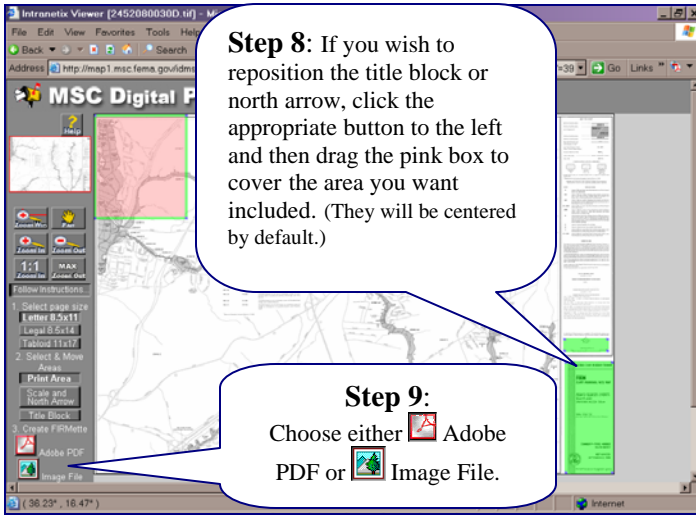 Intranetix Viewer [2452080030D.tif] - Mi
File Edit View Favorites Tools Help
Back Search
Address http://map1.msc.fema.gov/idms =39 Go Links »
MSC Digital P
Help
Zoom Win Pan
Zoom In Zoom Out
1:1 MAX
Zoom In Zoom Out
Follow Instructions...
1. Select page size
Letter 8.5x11
Legal 8.5x14
Tabloid 11x17
2. Select & Move
Areas
Print Area
Scale and
North Arrow
Title Block
3. Create FIRMette
Adobe PDF
Image File
Step 8: If you wish to
reposition the title block or
north arrow, click the
appropriate button to the left
and then drag the pink box to
cover the area you want
included. (They will be centered
by default.)
Step 9:
Choose either Adobe
PDF or Image File.
( 36.23" , 16.47" ) Internet